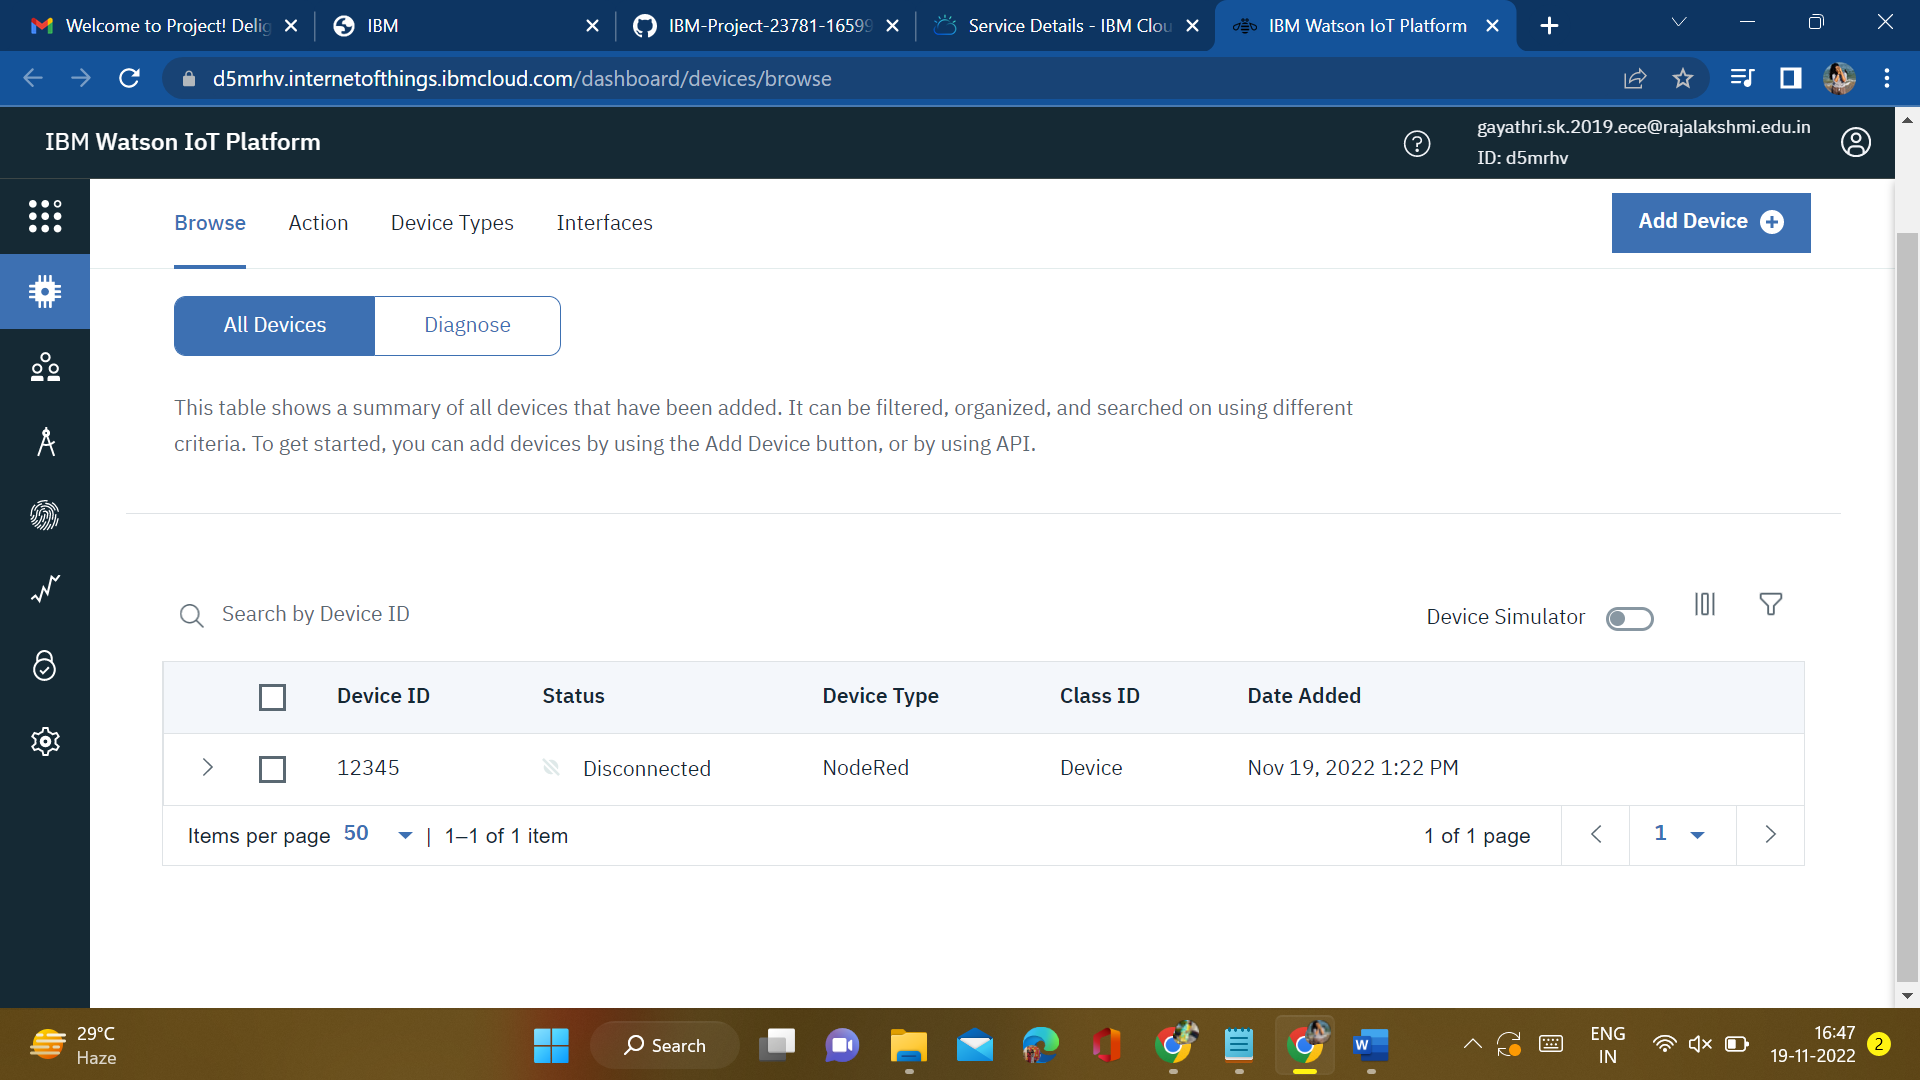 Welcome to Project! Delig
IBM
IBM-Project-23781-16599
Service Details - IBM Clou
IBM Watson IoT Platform
d5mrhv.internetofthings.ibmcloud.com/dashboard/devices/browse
IBM Watson IoT Platform
gayathri.sk.2019.ece@rajalakshmi.edu.in
ID: d5mrhv
Browse
Action
Device Types
Interfaces
Add Device
All Devices
Diagnose
This table shows a summary of all devices that have been added. It can be filtered, organized, and searched on using different
criteria. To get started, you can add devices by using the Add Device button, or by using API.
Search by Device ID
Device Simulator
Device ID Status Device Type Class ID Date Added
12345 Disconnected NodeRed Device Nov 19, 2022 1:22 PM
Items per page 50 | 1–1 of 1 item
1 of 1 page
1
29°C
Haze
Search
ENG
IN
16:47
19-11-2022
2